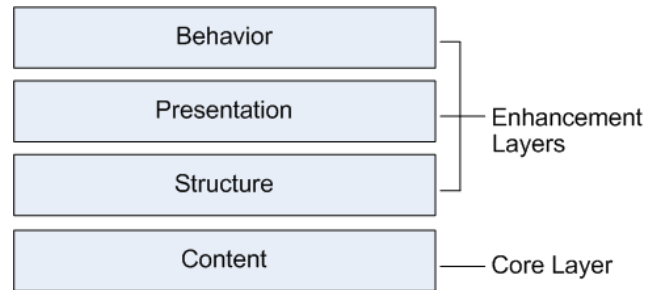 Behavior
Presentation
Enhancement
Layers
Structure
Content
Core Layer